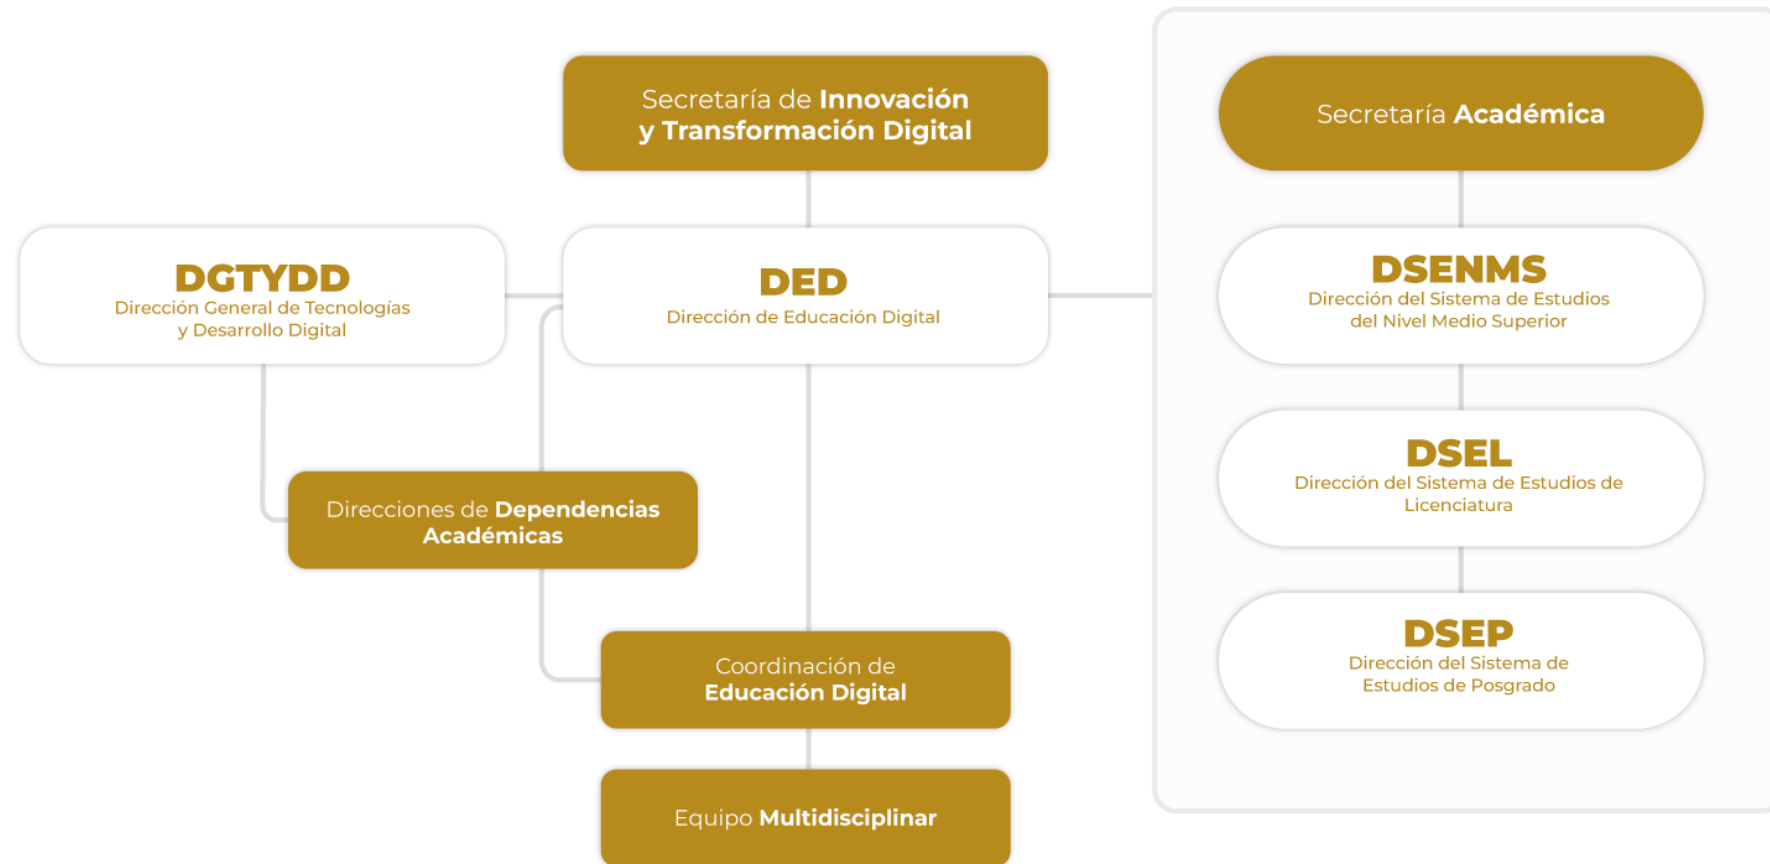 Secretaría de Innovación
y Transformación Digital
Secretaría Académica
DGTYDD
Dirección General de Tecnologías
y Desarrollo Digital
DED
Dirección de Educación Digital
DSENMS
Dirección del Sistema de Estudios
del Nivel Medio Superior
DSEL
Dirección del Sistema de Estudios de
Licenciatura
Direcciones de Dependencias
Académicas
Coordinación de
Educación Digital
DSEP
Dirección del Sistema de
Estudios de Posgrado
Equipo Multidisciplinar